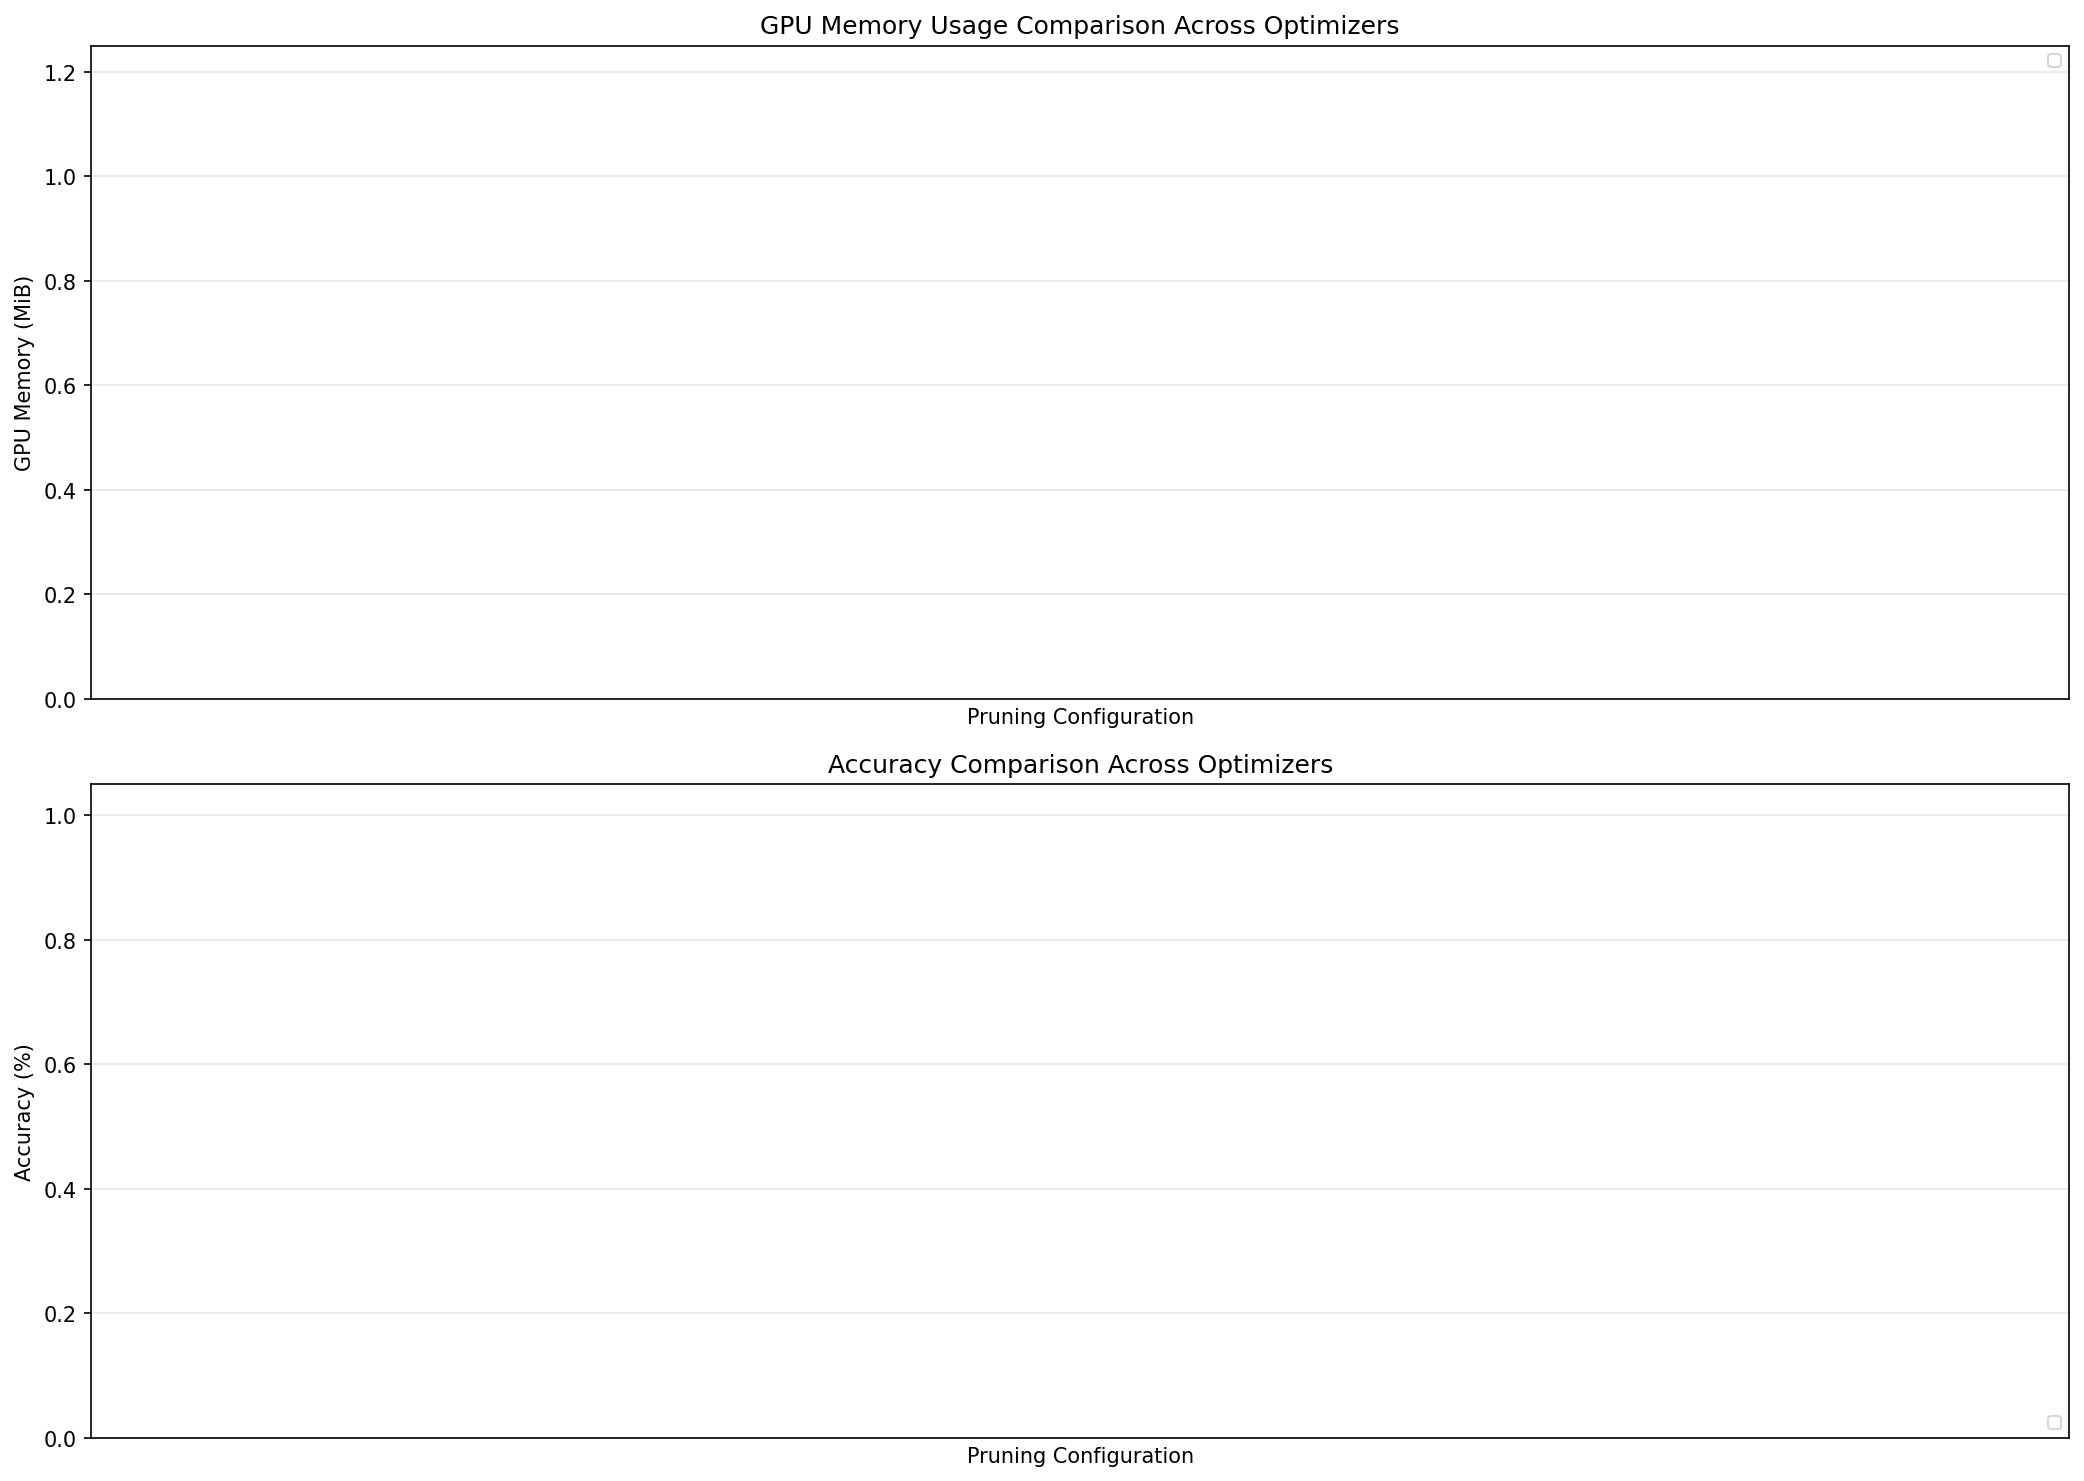 GPU Memory Usage Comparison Across Optimizers
1.2
1.0
0.8
0.6
0.4
0.2
0.0
GPU Memory (MiB)
Pruning Configuration
Accuracy Comparison Across Optimizers
1.0
0.8
0.6
0.4
0.2
0.0
Accuracy (%)
Pruning Configuration